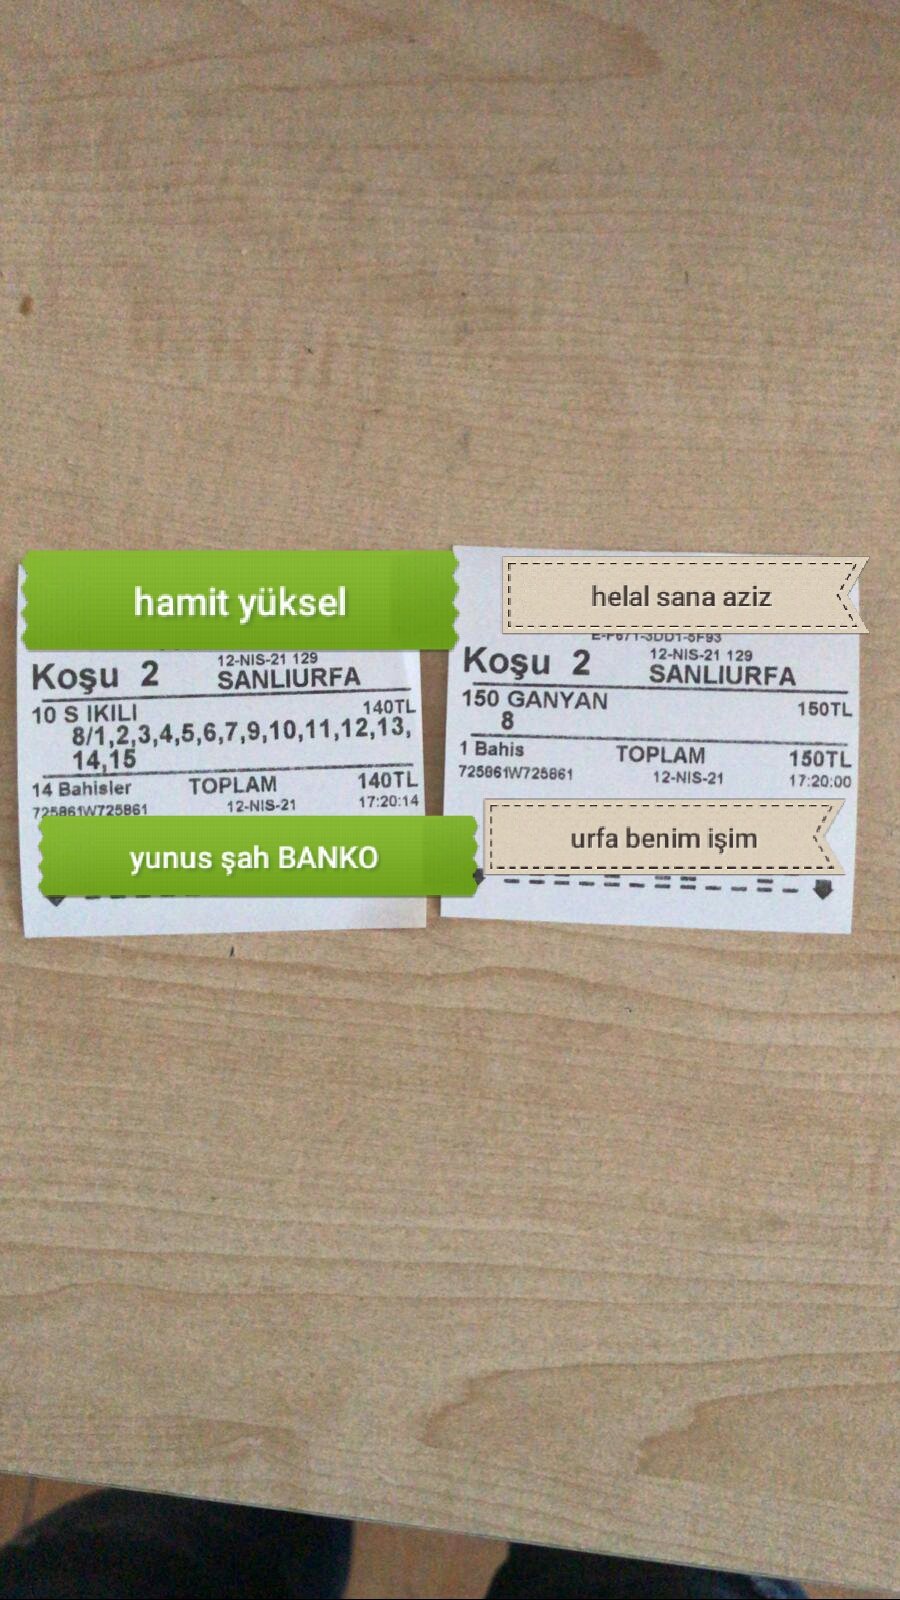 hamit yüksel
Koşu 2
12-NIS-21 129
SANLIURFA
10 S IKILI 140TL
8/1,2,3,4,5,6,7,9,10,11,12,13,
14,15
14 Bahisler TOPLAM 140TL
725861W725861 12-NIS-21 17:20:14
yunus şah BANKO
helal sana aziz
E-F671-3DD1-5F93
Koşu 2
12-NIS-21 129
SANLIURFA
150 GANYAN 150TL
8
1 Bahis TOPLAM 150TL
725861W725861 12-NIS-21 17:20:00
urfa benim işim